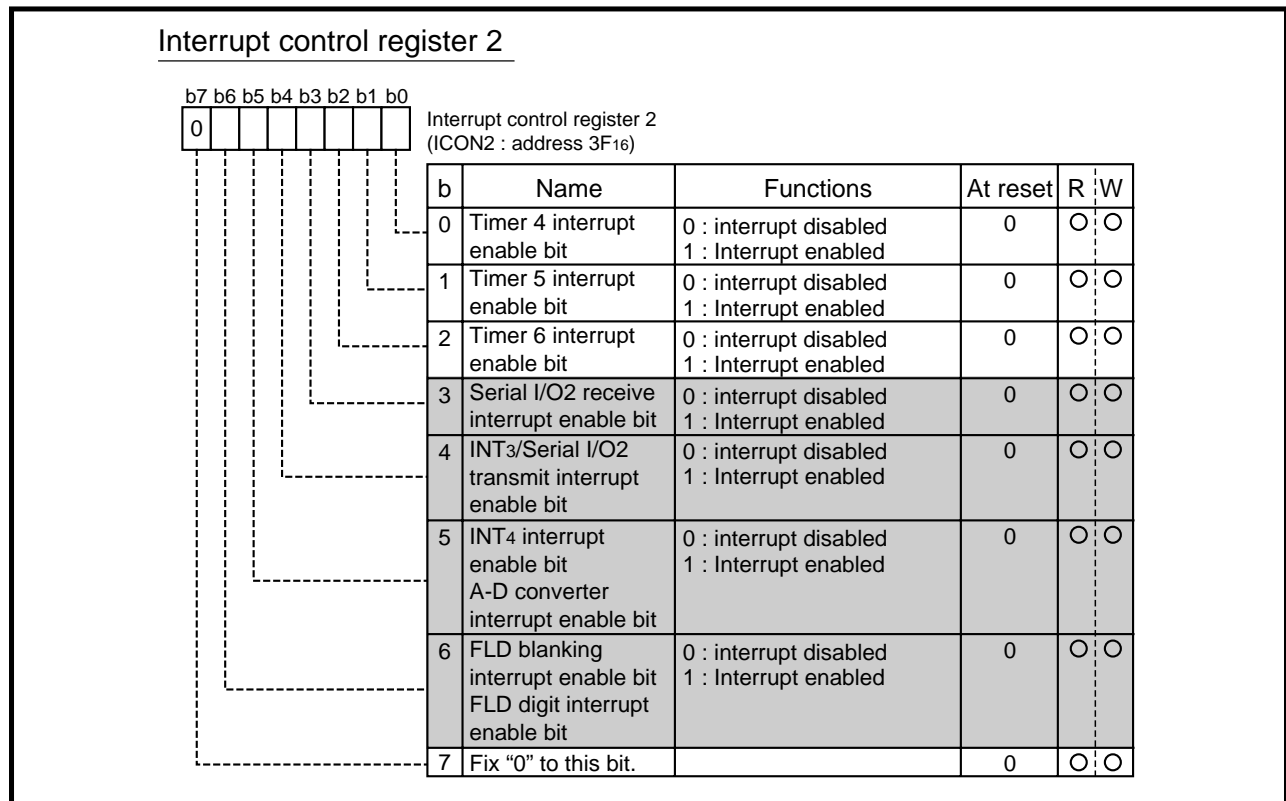 Interrupt control register 2
b7 b6 b5 b4 b3 b2 b1 b0
0
Interrupt control register 2
(ICON2 : address 3F16)
b Name Functions At reset R W
0 Timer 4 interrupt enable bit 0 : interrupt disabled 1 : Interrupt enabled 0 O O
1 Timer 5 interrupt enable bit 0 : interrupt disabled 1 : Interrupt enabled 0 O O
2 Timer 6 interrupt enable bit 0 : interrupt disabled 1 : Interrupt enabled 0 O O
3 Serial I/O2 receive interrupt enable bit 0 : interrupt disabled 1 : Interrupt enabled 0 O O
4 INT3/Serial I/O2 transmit interrupt enable bit 0 : interrupt disabled 1 : Interrupt enabled 0 O O
5 INT4 interrupt enable bit A-D converter interrupt enable bit 0 : interrupt disabled 1 : Interrupt enabled 0 O O
6 FLD blanking interrupt enable bit FLD digit interrupt enable bit 0 : interrupt disabled 1 : Interrupt enabled 0 O O
7 Fix “0” to this bit. 0 O O